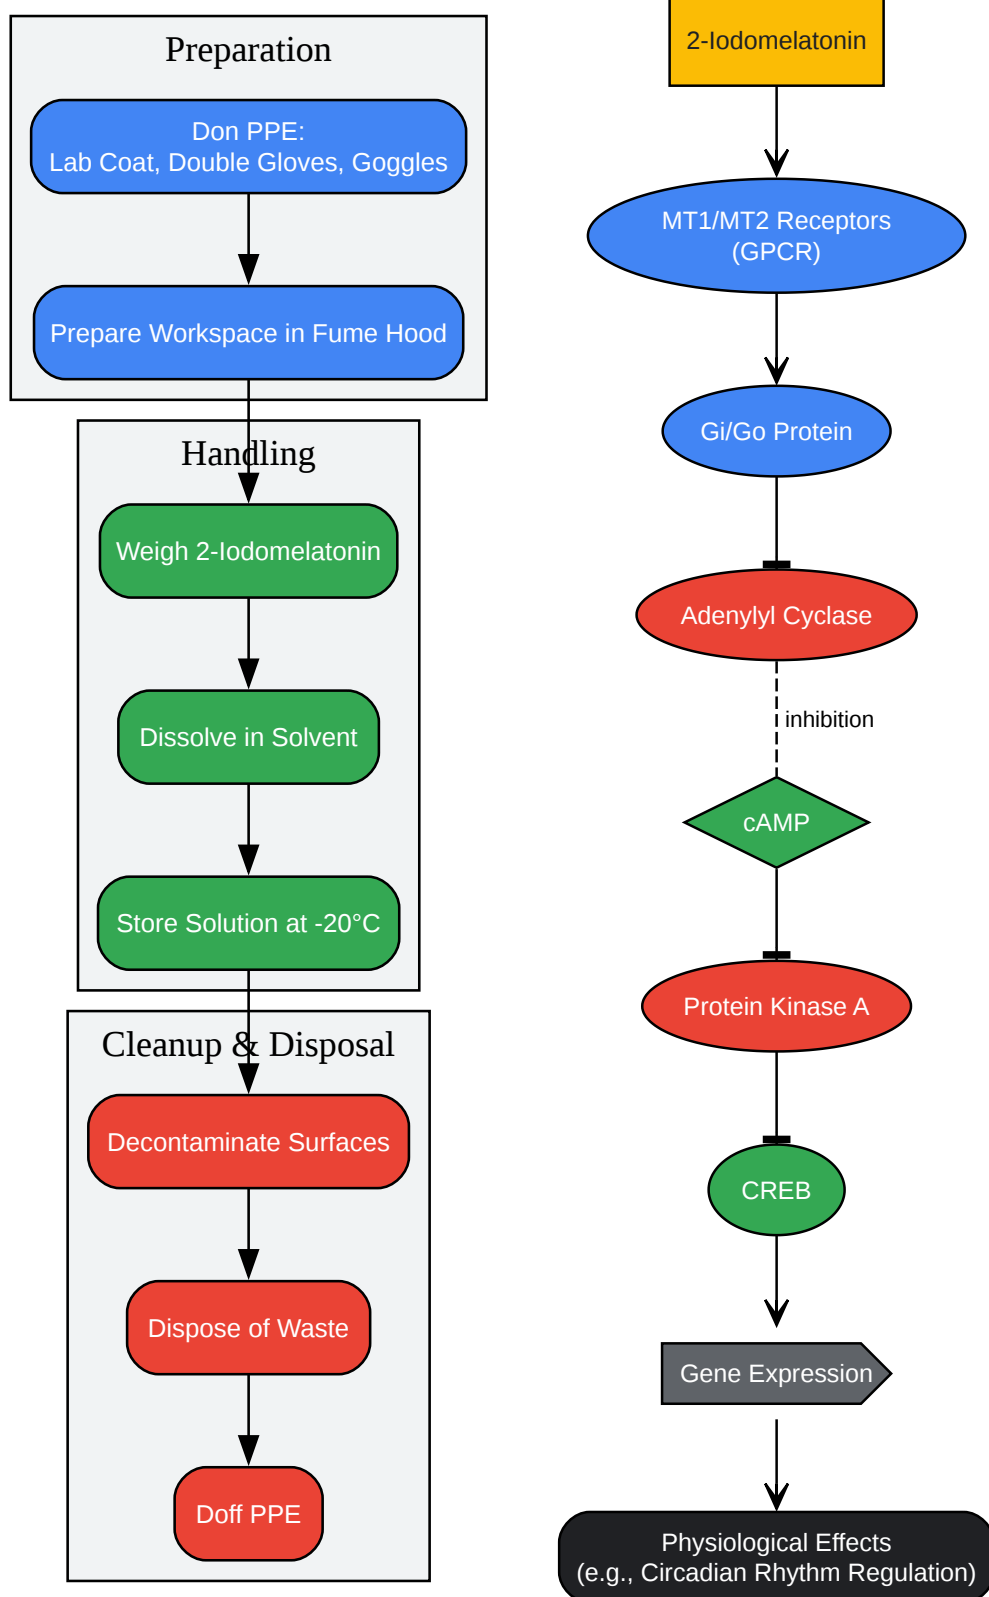 Preparation
Don PPE:
Lab Coat, Double Gloves, Goggles
Prepare Workspace in Fume Hood
Handling
Weigh 2-Iodomelatonin
Dissolve in Solvent
Store Solution at -20°C
Cleanup & Disposal
Decontaminate Surfaces
Dispose of Waste
Doff PPE
2-Iodomelatonin
MT1/MT2 Receptors
(GPCR)
Gi/Go Protein
Adenylyl Cyclase
inhibition
cAMP
Protein Kinase A
CREB
Gene Expression
Physiological Effects
(e.g., Circadian Rhythm Regulation)